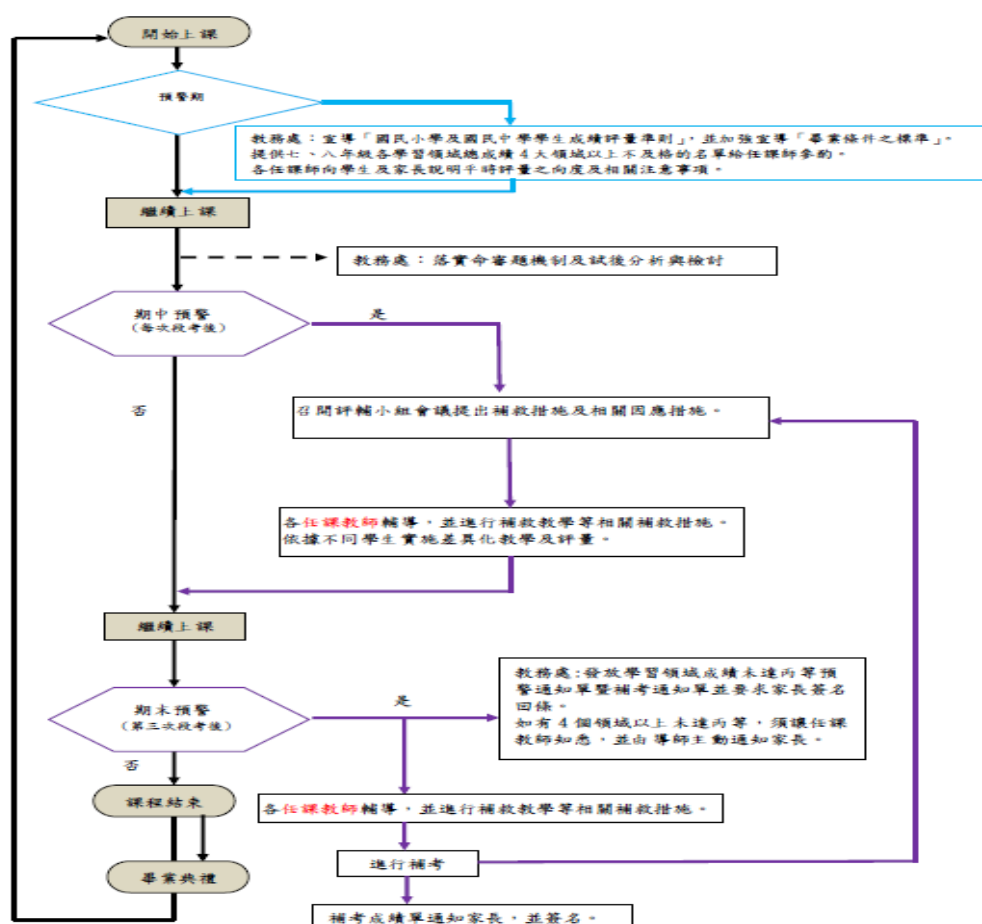 開始上課
預警期
教務處：宣導「國民小學及國民中學學生成績評量準則」，並加強宣導「畢業條件之標準」。
提供七、八年級各學習領域總成績4大領域以上不及格的名單給任課師參酌。
各任課師向學生及家長說明平時評量之向度及相關注意事項。
繼續上課
教務處：落實命審題機制及試後分析與檢討
期中預警
（每次段考後）
是
否
召開評輔小組會議提出補救措施及相關因應措施。
各任課教師輔導，並進行補救教學等相關補救措施。
依據不同學生實施差異化教學及評量。
繼續上課
教務處:發放學習領域成績未達丙等預
警通知單暨補考通知單並要求家長簽名
回條。
如有4個領域以上未達丙等，須讓任課
教師知悉，並由導師主動通知家長。
期末預警
（第三次段考後）
是
否
課程結束
各任課教師輔導，並進行補救教學等相關補救措施。
進行補考
畢業典禮
補考成績單通知家長，並簽名。